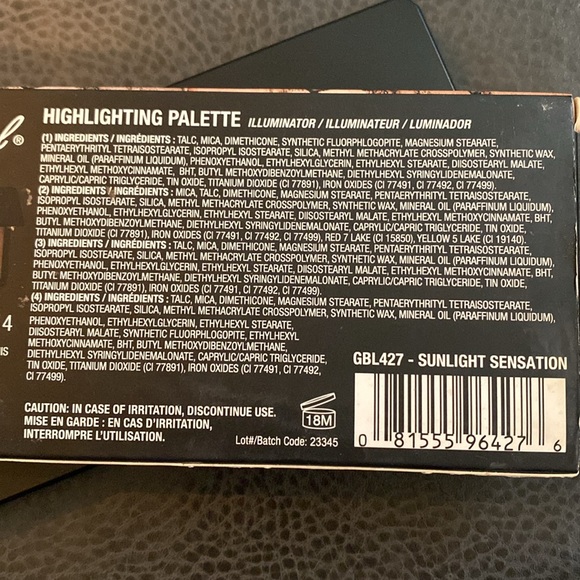 HIGHLIGHTING PALETTE ILLUMINATOR / ILLUMINATEUR / LUMINADOR
(1) INGREDIENTS / INGRÉDIENTS : TALC, MICA, DIMETHICONE, SYNTHETIC FLUORPHLOGOPITE, MAGNESIUM STEARATE,
PENTAERYTHRITYL TETRAISOSTEARATE, ISOPROPYL ISOSTEARATE, SILICA, METHYL METHACRYLATE CROSSPOLYMER, SYNTHETIC WAX,
MINERAL OIL (PARAFFINUM LIQUIDUM), PHENOXYETHANOL, ETHYLHEXYLGLYCERIN, ETHYLHEXYL STEARATE, DIISOSTEARYL MALATE,
ETHYLHEXYL METHOXYCINNAMATE, BHT, BUTYL METHOXYDIBENZOYLMETHANE, DIETHYLHEXYL SYRINGYLIDENEMALONATE,
CAPRYLIC/CAPRIC TRIGLYCERIDE, TIN OXIDE, TITANIUM DIOXIDE (CI 77891), IRON OXIDES (CI 77491, CI 77492, CI 77499).
(2) INGREDIENTS / INGRÉDIENTS : MICA, TALC, DIMETHICONE, MAGNESIUM STEARATE, PENTAERYTHRITYL TETRAISOSTEARATE,
ISOPROPYL ISOSTEARATE, SILICA, METHYL METHACRYLATE CROSSPOLYMER, SYNTHETIC WAX, MINERAL OIL (PARAFFINUM LIQUIDUM),
PHENOXYETHANOL, ETHYLHEXYLGLYCERIN, ETHYLHEXYL STEARATE, DIISOSTEARYL MALATE, ETHYLHEXYL METHOXYCINNAMATE, BHT,
BUTYL METHOXYDIBENZOYLMETHANE, DIETHYLHEXYL SYRINGYLIDENEMALONATE, CAPRYLIC/CAPRIC TRIGLYCERIDE, TIN OXIDE,
TITANIUM DIOXIDE (CI 77891), IRON OXIDES (CI 77491, CI 77492, CI 77499), RED 7 LAKE (CI 15850), YELLOW 5 LAKE (CI 19140).
(3) INGREDIENTS / INGRÉDIENTS : TALC, MICA, DIMETHICONE, MAGNESIUM STEARATE, PENTAERYTHRITYL TETRAISOSTEARATE,
ISOPROPYL ISOSTEARATE, SILICA, METHYL METHACRYLATE CROSSPOLYMER, SYNTHETIC WAX, MINERAL OIL (PARAFFINUM LIQUIDUM),
PHENOXYETHANOL, ETHYLHEXYLGLYCERIN, ETHYLHEXYL STEARATE, DIISOSTEARYL MALATE, ETHYLHEXYL METHOXYCINNAMATE, BHT,
BUTYL METHOXYDIBENZOYLMETHANE, DIETHYLHEXYL SYRINGYLIDENEMALONATE, CAPRYLIC/CAPRIC TRIGLYCERIDE, TIN OXIDE,
TITANIUM DIOXIDE (CI 77891), IRON OXIDES (CI 77491, CI 77492, CI 77499).
(4) INGREDIENTS / INGRÉDIENTS : TALC, MICA, DIMETHICONE, MAGNESIUM STEARATE, PENTAERYTHRITYL TETRAISOSTEARATE,
ISOPROPYL ISOSTEARATE, SILICA, METHYL METHACRYLATE CROSSPOLYMER, SYNTHETIC WAX, MINERAL OIL (PARAFFINUM LIQUIDUM),
PHENOXYETHANOL, ETHYLHEXYLGLYCERIN, ETHYLHEXYL STEARATE,
DIISOSTEARYL MALATE, SYNTHETIC FLUORPHLOGOPITE, ETHYLHEXYL
METHOXYCINNAMATE, BHT, BUTYL METHOXYDIBENZOYLMETHANE,
DIETHYLHEXYL SYRINGYLIDENEMALONATE, CAPRYLIC/CAPRIC TRIGLYCERIDE,
TIN OXIDE, TITANIUM DIOXIDE (CI 77891), IRON OXIDES (CI 77491, CI 77492,
CI 77499).
4
GBL427 - SUNLIGHT SENSATION
CAUTION: IN CASE OF IRRITATION, DISCONTINUE USE.
MISE EN GARDE : EN CAS D'IRRITATION,
INTERROMPRE L'UTILISATION.
18M
Lot#/Batch Code: 23345
0 81555 96427 6